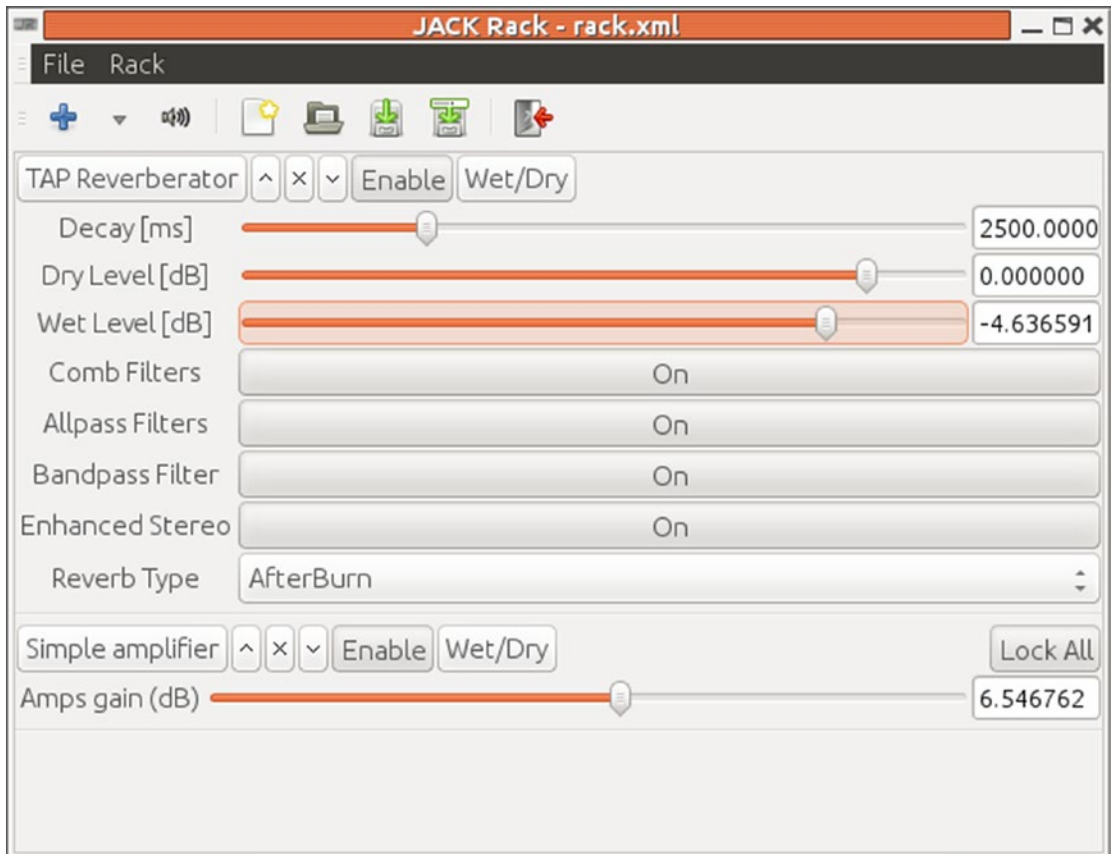 JACK Rack - rack.xml
File Rack
TAP Reverberator Enable Wet/Dry
Decay [ms] 2500.0000
Dry Level [dB] 0.000000
Wet Level [dB] -4.636591
Comb Filters On
Allpass Filters On
Bandpass Filter On
Enhanced Stereo On
Reverb Type AfterBurn
Simple amplifier Enable Wet/Dry Lock All
Amps gain (dB) 6.546762